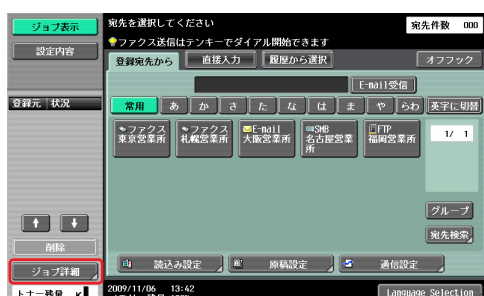 ジョブ表示
設定内容
登録元 状況
削除
ジョブ詳細
トナー残量 K
宛先を選択してください
宛先件数 000
ファクス送信はテンキーでダイアル開始できます
登録宛先から 直接入力 履歴から選択 オフフック
E-mail受信
常用 あ か さ た な は ま や らわ 英字に切替
ファクス 東京営業所
ファクス 札幌営業所
E-mail 大阪営業所
SMB 名古屋営業所
FTP 福岡営業所
1/ 1
グループ
宛先検索
読込み設定 原稿設定 通信設定
2009/11/06 13:42
Language Selection